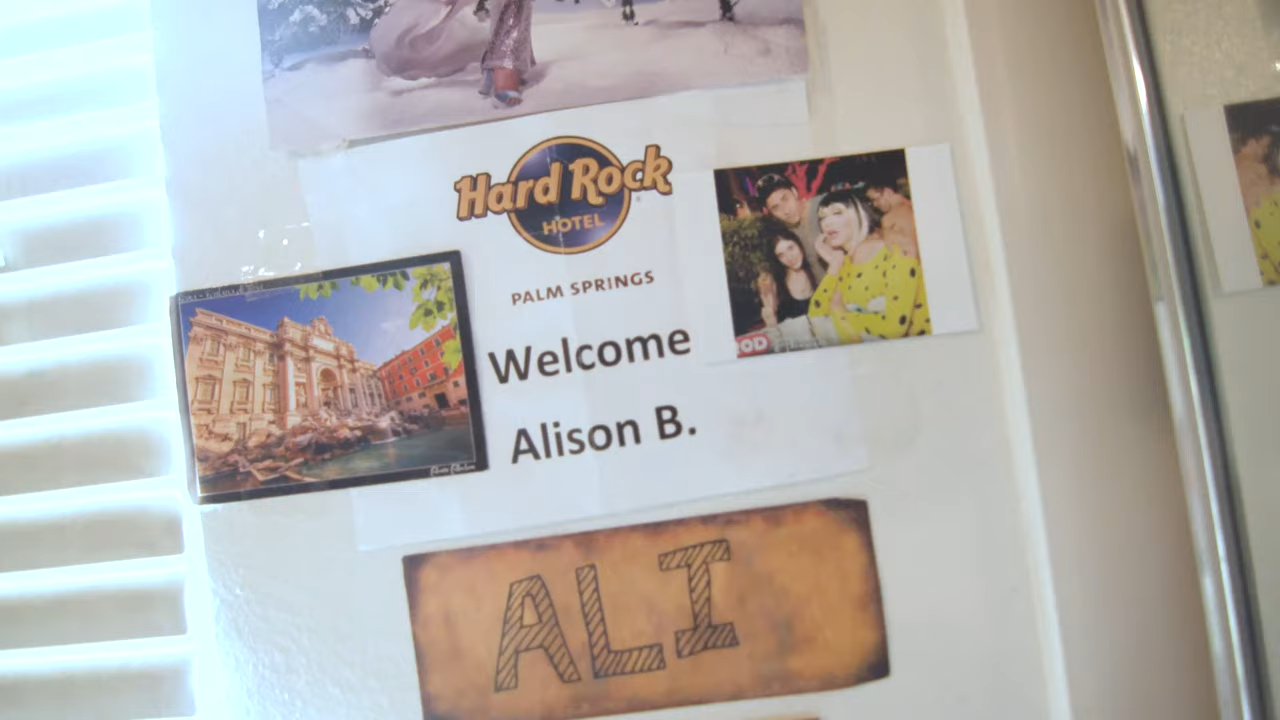 Hard Rock
HOTEL
PALM SPRINGS
Welcome
Alison B.
ALI